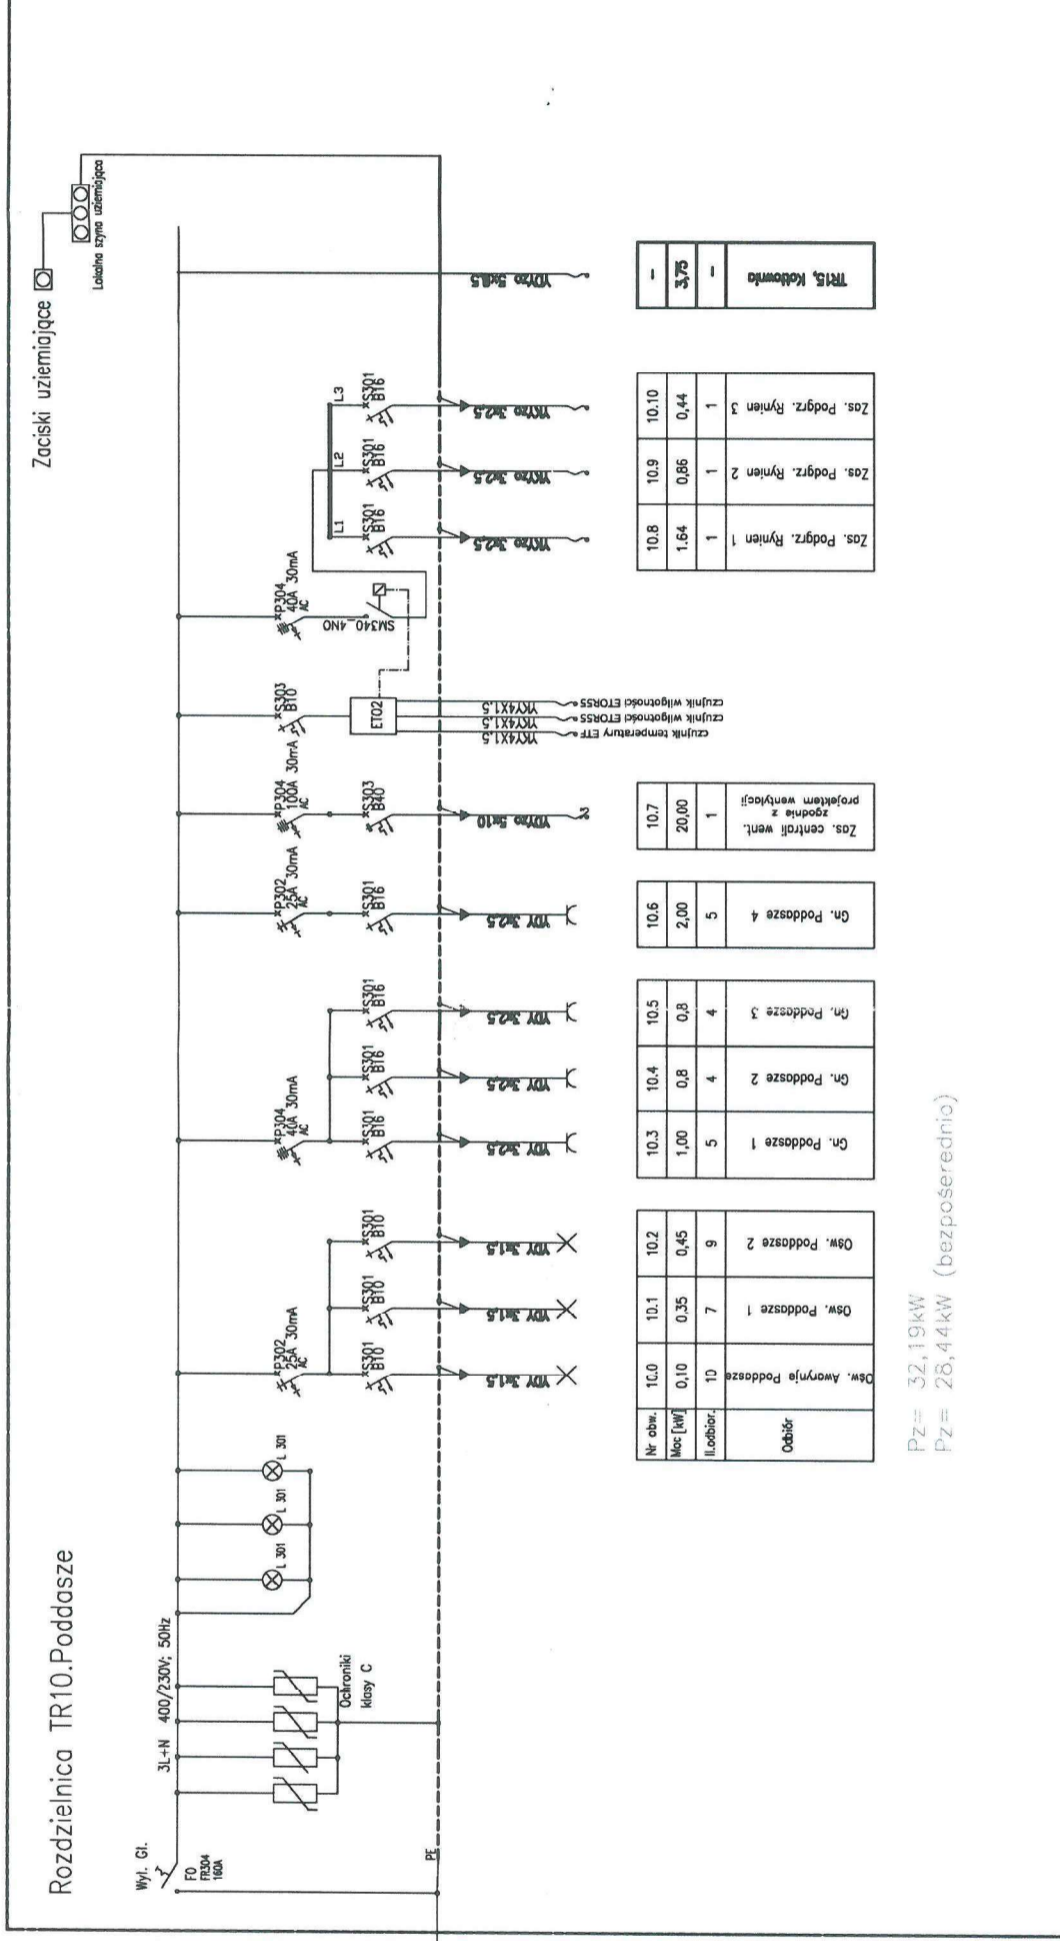 Rozdzielnica TR10.Poddasze
Zaciski uziemiające
Lokalna szyna uziemiająca
Wył. Gł.
FO
FR304
160A
3L+N 400/230V; 50Hz
PE
Ochroniki
klasy C
L 301
L 301
L 301
P302
25A 30mA
AC
S301
B10
S301
B10
S301
B10
YDY 3x1,5
YDY 3x1,5
YDY 3x1,5
P304
40A 30mA
AC
S301
B16
S301
B16
S301
B16
YDY 3x2,5
YDY 3x2,5
YDY 3x2,5
P302
25A 30mA
AC
S301
B16
YDY 3x2,5
P304
100A 30mA
AC
S303
B40
YDYżo 5x10
S303
B10
ET02
YKY4X1,5
YKY4X1,5
YKY4X1,5
czujnik temperatury ETF
czujnik wilgotności ETOR55
czujnik wilgotności ETOR55
P304
40A 30mA
AC
SM340_4NO
L1
L2
L3
S301
B16
S301
B16
S301
B16
YKYżo 3x2,5
YKYżo 3x2,5
YKYżo 3x2,5
Nr obw. 10.0 10.1 10.2 10.3 10.4 10.5 10.6 10.7 10.8 10.9 10.10 –
Moc [kW] 0,10 0,35 0,45 1,00 0,8 0,8 2,00 20,00 1.64 0,86 0,44 3,75
Il.odbior. 10 7 9 5 4 4 5 1 1 1 1 –
Odbiór
Ośw. Awaryjne Poddasze
Ośw. Poddasze 1
Ośw. Poddasze 2
Gn. Poddasze 1
Gn. Poddasze 2
Gn. Poddasze 3
Gn. Poddasze 4
Zas. centrali went.
zgodnie z
projektem wentylacji
Zas. Podgrz. Rynien 1
Zas. Podgrz. Rynien 2
Zas. Podgrz. Rynien 3
TR15, Kotłownia
Pz= 32,19kW
Pz= 28,44kW (bezpośerednio)